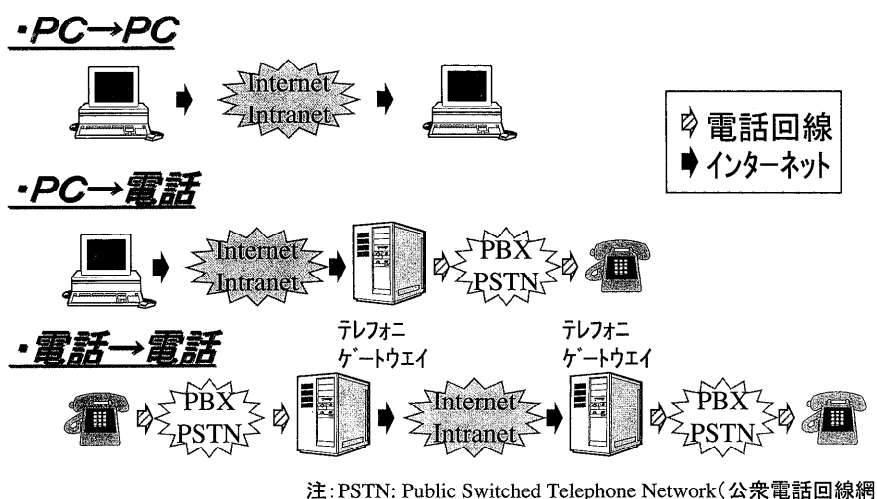 ・PC→PC
Internet
Intranet
電話回線
インターネット
・PC→電話
Internet
Intranet
PBX
PSTN
テレフォニ
ゲートウエイ
テレフォニ
ゲートウエイ
・電話→電話
PBX
PSTN
Internet
Intranet
PBX
PSTN
注:PSTN: Public Switched Telephone Network(公衆電話回線網